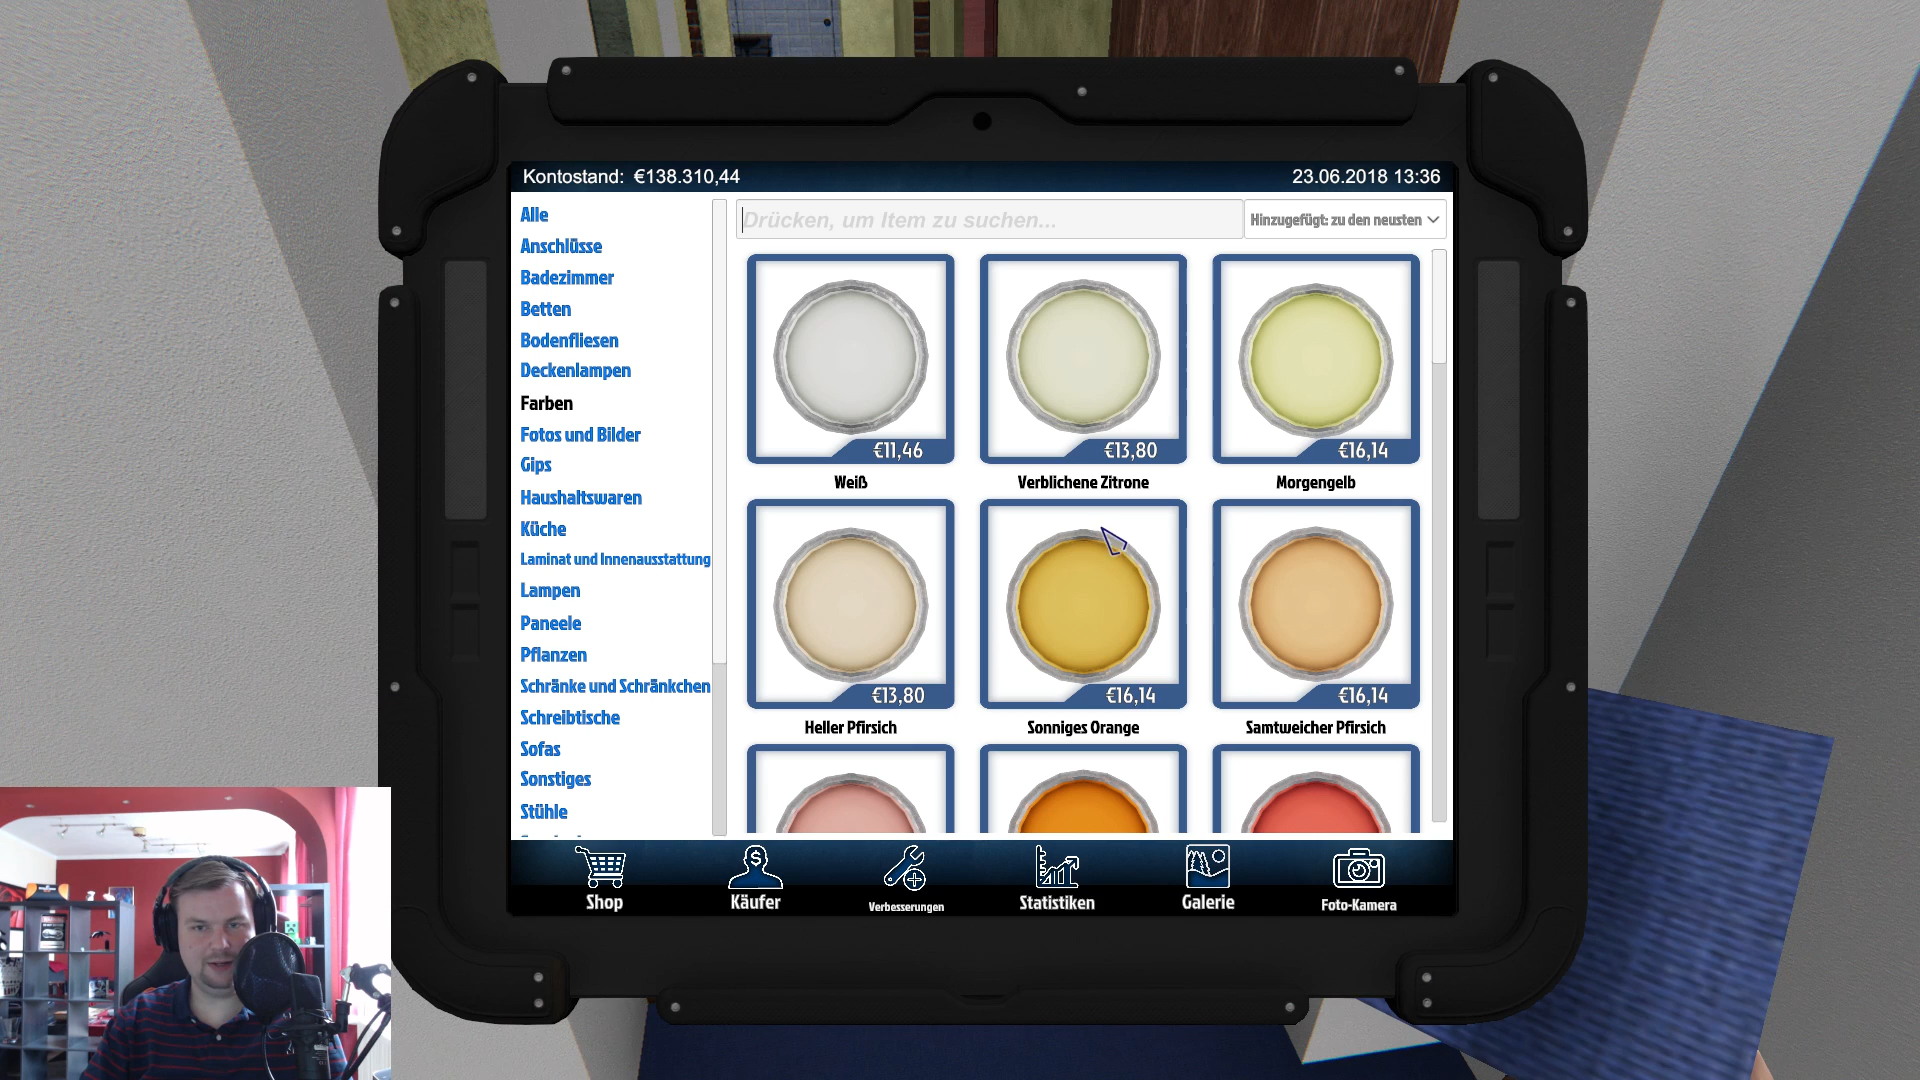 Kontostand: €138.310,44
23.06.2018 13:36
Alle
Anschlüsse
Badezimmer
Betten
Bodenfliesen
Deckenlampen
Farben
Fotos und Bilder
Gips
Haushaltswaren
Küche
Laminat und Innenausstattung
Lampen
Paneele
Pflanzen
Schränke und Schränkchen
Schreibtische
Sofas
Sonstiges
Stühle
Drücken, um Item zu suchen...
Hinzugefügt: zu den neusten
€11,46
€13,80
€16,14
Weiß
Verblichene Zitrone
Morgengelb
€13,80
€16,14
€16,14
Heller Pfirsich
Sonniges Orange
Samtweicher Pfirsich
Shop
Käufer
Verbesserungen
Statistiken
Galerie
Foto-Kamera